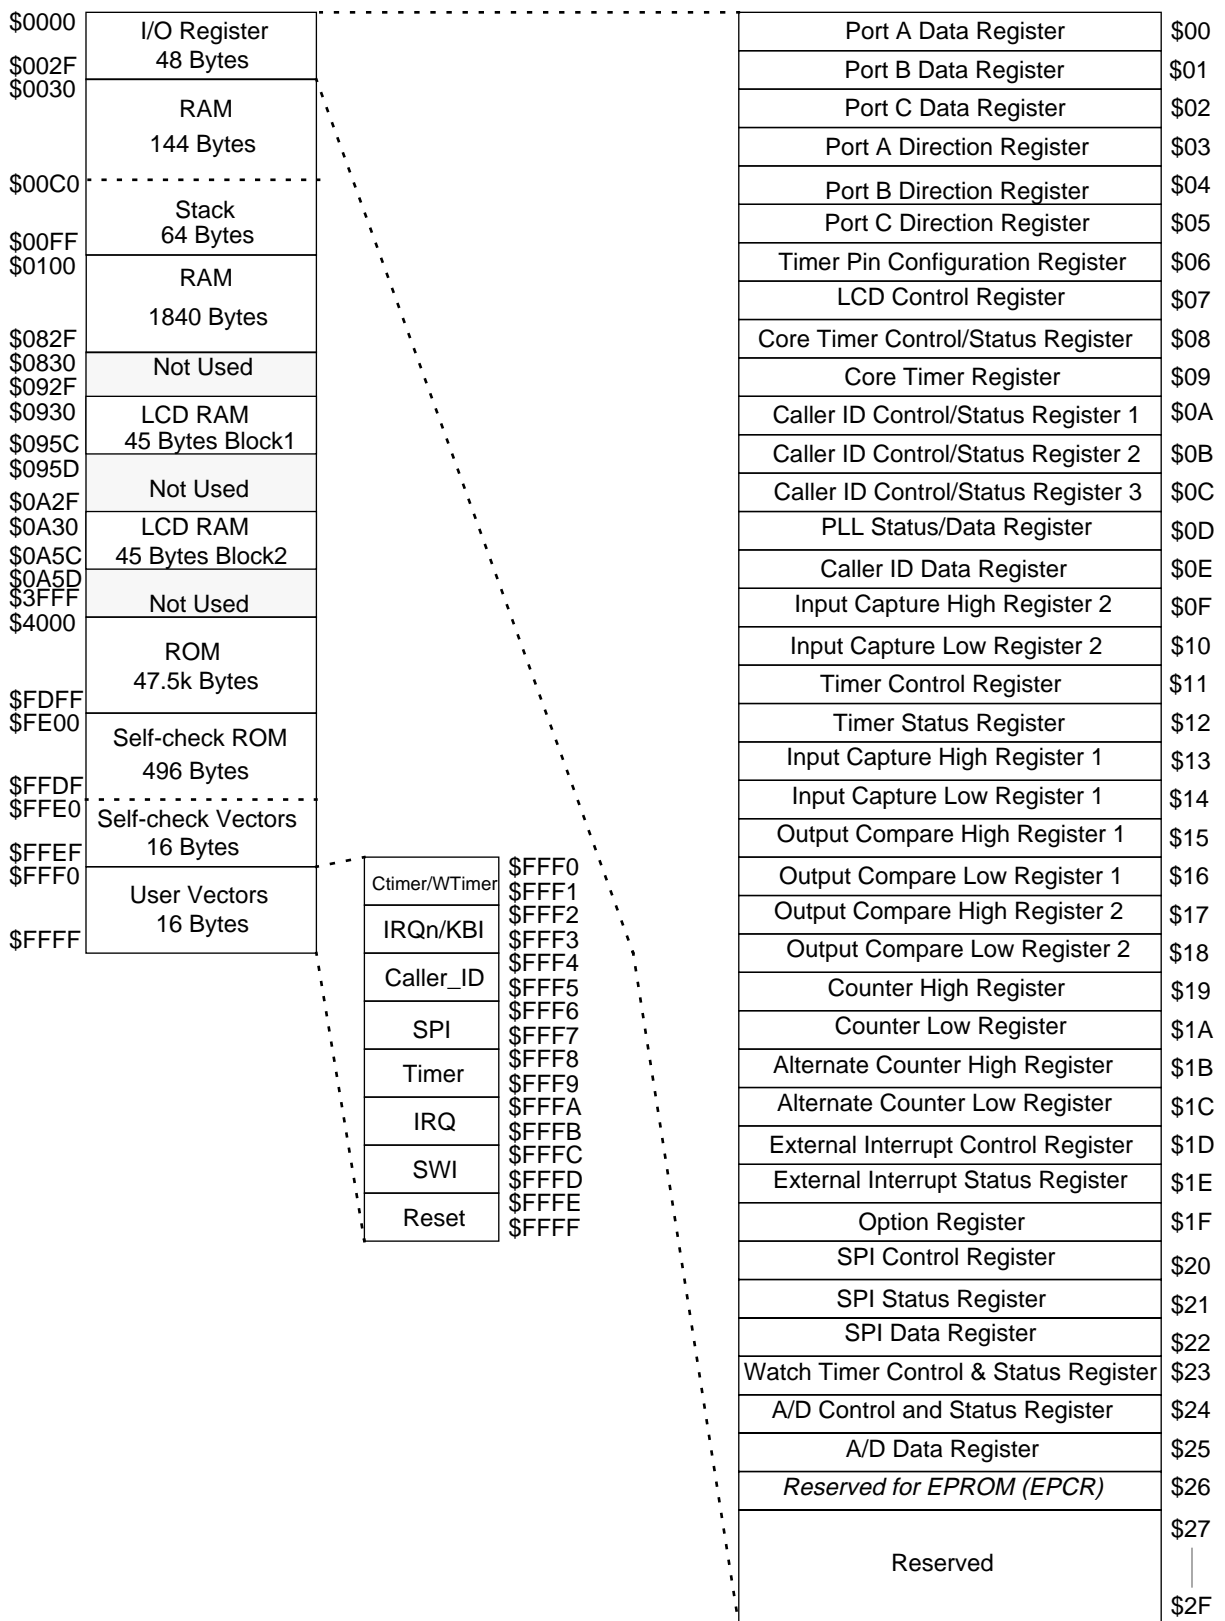 $0000
I/O Register
48 Bytes
$002F
$0030
RAM
144 Bytes
$00C0
Stack
64 Bytes
$00FF
$0100
RAM
1840 Bytes
$082F
$0830
Not Used
$092F
$0930
LCD RAM
45 Bytes Block1
$095C
$095D
Not Used
$0A2F
$0A30
LCD RAM
45 Bytes Block2
$0A5C
$0A5D
$3FFF
Not Used
$4000
ROM
47.5k Bytes
$FDFF
$FE00
Self-check ROM
496 Bytes
$FFDF
$FFE0
Self-check Vectors
16 Bytes
$FFEF
$FFF0
User Vectors
16 Bytes
$FFFF
Ctimer/WTimer
$FFF0
$FFF1
IRQn/KBI
$FFF2
$FFF3
Caller_ID
$FFF4
$FFF5
SPI
$FFF6
$FFF7
Timer
$FFF8
$FFF9
IRQ
$FFFA
$FFFB
SWI
$FFFC
$FFFD
Reset
$FFFE
$FFFF
Port A Data Register $00
Port B Data Register $01
Port C Data Register $02
Port A Direction Register $03
Port B Direction Register $04
Port C Direction Register $05
Timer Pin Configuration Register $06
LCD Control Register $07
Core Timer Control/Status Register $08
Core Timer Register $09
Caller ID Control/Status Register 1 $0A
Caller ID Control/Status Register 2 $0B
Caller ID Control/Status Register 3 $0C
PLL Status/Data Register $0D
Caller ID Data Register $0E
Input Capture High Register 2 $0F
Input Capture Low Register 2 $10
Timer Control Register $11
Timer Status Register $12
Input Capture High Register 1 $13
Input Capture Low Register 1 $14
Output Compare High Register 1 $15
Output Compare Low Register 1 $16
Output Compare High Register 2 $17
Output Compare Low Register 2 $18
Counter High Register $19
Counter Low Register $1A
Alternate Counter High Register $1B
Alternate Counter Low Register $1C
External Interrupt Control Register $1D
External Interrupt Status Register $1E
Option Register $1F
SPI Control Register $20
SPI Status Register $21
SPI Data Register $22
Watch Timer Control & Status Register $23
A/D Control and Status Register $24
A/D Data Register $25
Reserved for EPROM (EPCR) $26
$27
Reserved
$2F